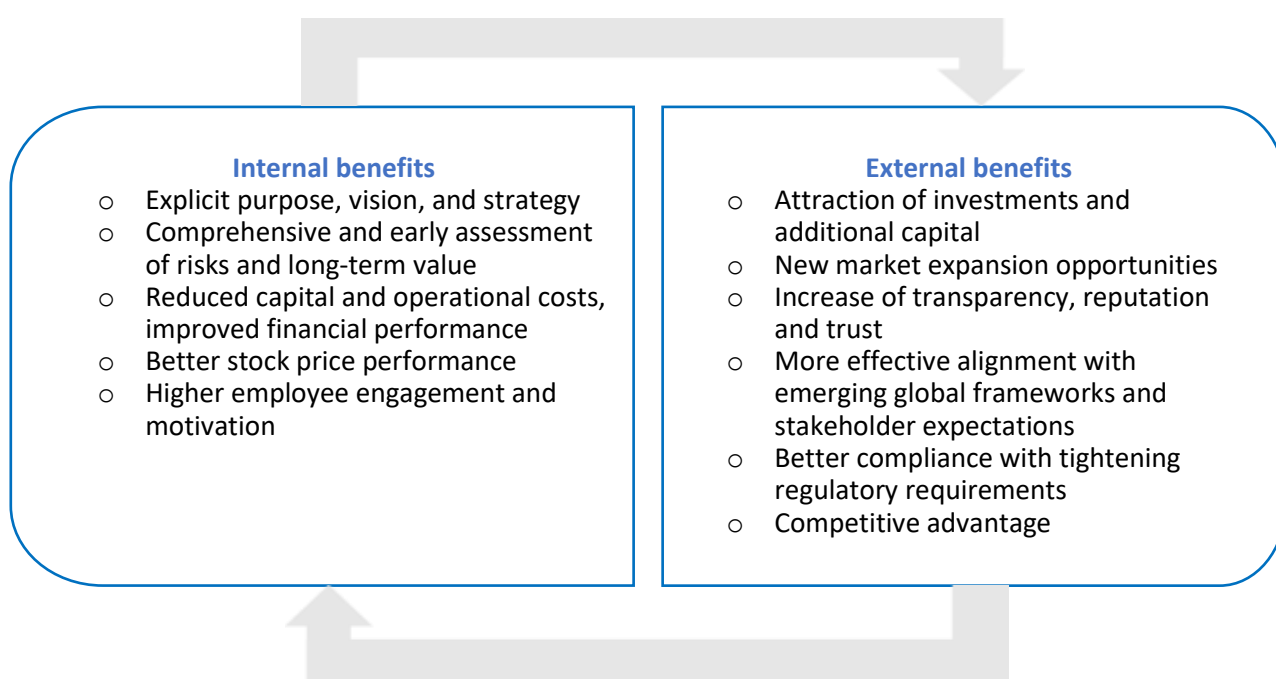 Internal benefits
o Explicit purpose, vision, and strategy
o Comprehensive and early assessment
of risks and long-term value
o Reduced capital and operational costs,
improved financial performance
o Better stock price performance
o Higher employee engagement and
motivation
External benefits
o Attraction of investments and
additional capital
o New market expansion opportunities
o Increase of transparency, reputation
and trust
o More effective alignment with
emerging global frameworks and
stakeholder expectations
o Better compliance with tightening
regulatory requirements
o Competitive advantage